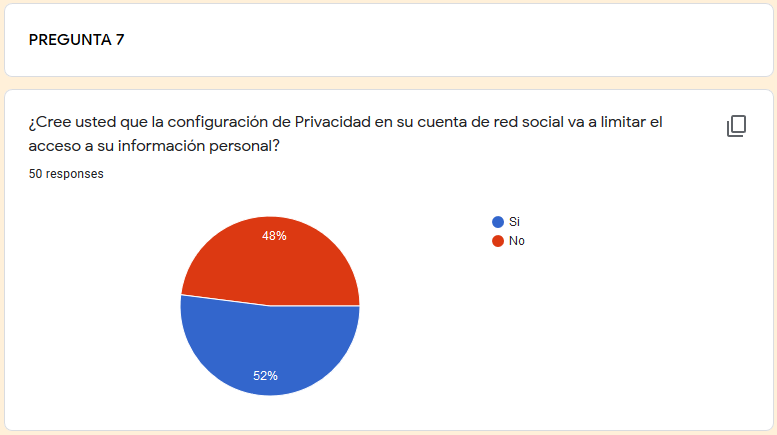 PREGUNTA 7
¿Cree usted que la configuración de Privacidad en su cuenta de red social va a limitar el
acceso a su información personal?
50 responses
Si
No
48%
52%